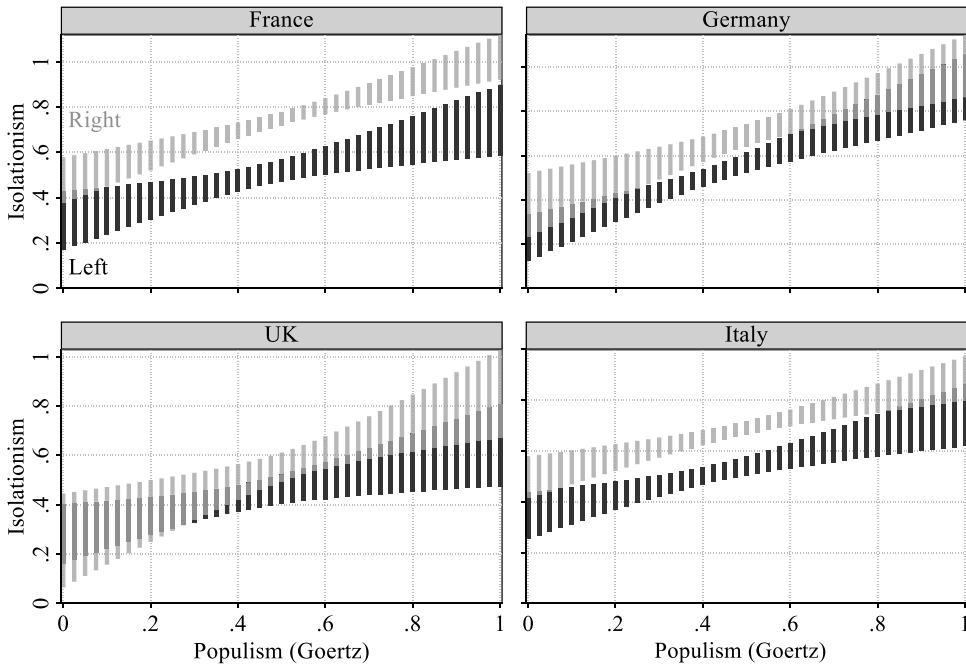 France
Germany
Isolationism
1
.8
.6
.4
.2
0
Right
Left
UK
Italy
Isolationism
1
.8
.6
.4
.2
0
0 .2 .4 .6 .8 1
0 .2 .4 .6 .8 1
Populism (Goertz)
Populism (Goertz)